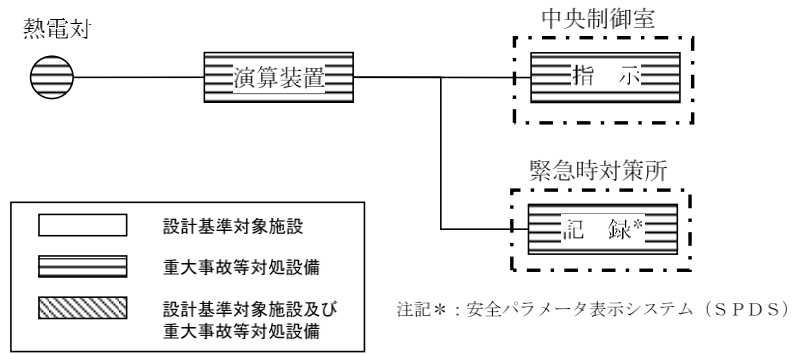 熱電対
中央制御室
演算装置
指　示
緊急時対策所
記　録*
設計基準対象施設
重大事故等対処設備
設計基準対象施設及び
重大事故等対処設備
注記＊：安全パラメータ表示システム（ＳＰＤＳ）